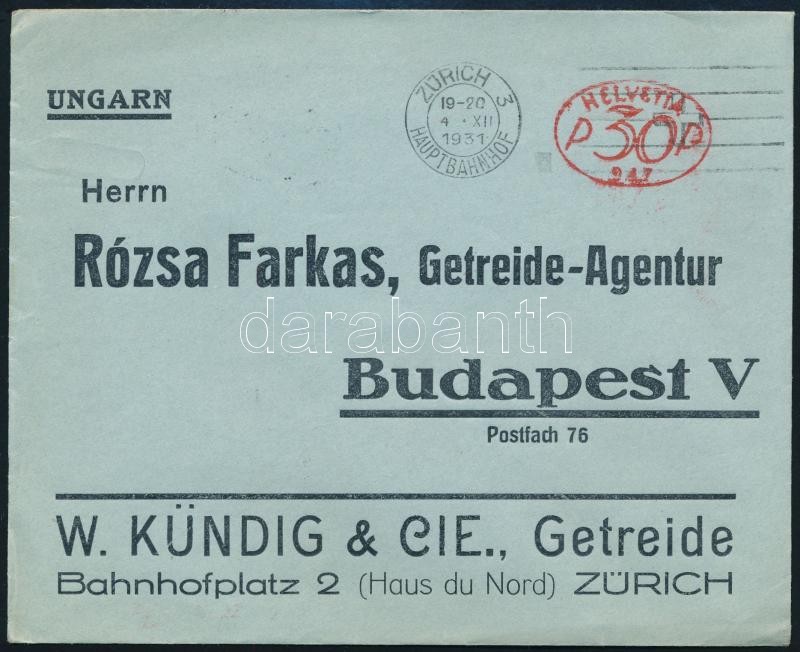 UNGARN
ZÜRICH 3
19-20
4 · XII
1931
HAUPTBAHNHOF
HELVETIA
P 30 P
247
Herrn
Rózsa Farkas, Getreide-Agentur
darabanth
Budapest V
Postfach 76
W. KÜNDIG & CIE., Getreide
Bahnhofplatz 2 (Haus du Nord) ZÜRICH